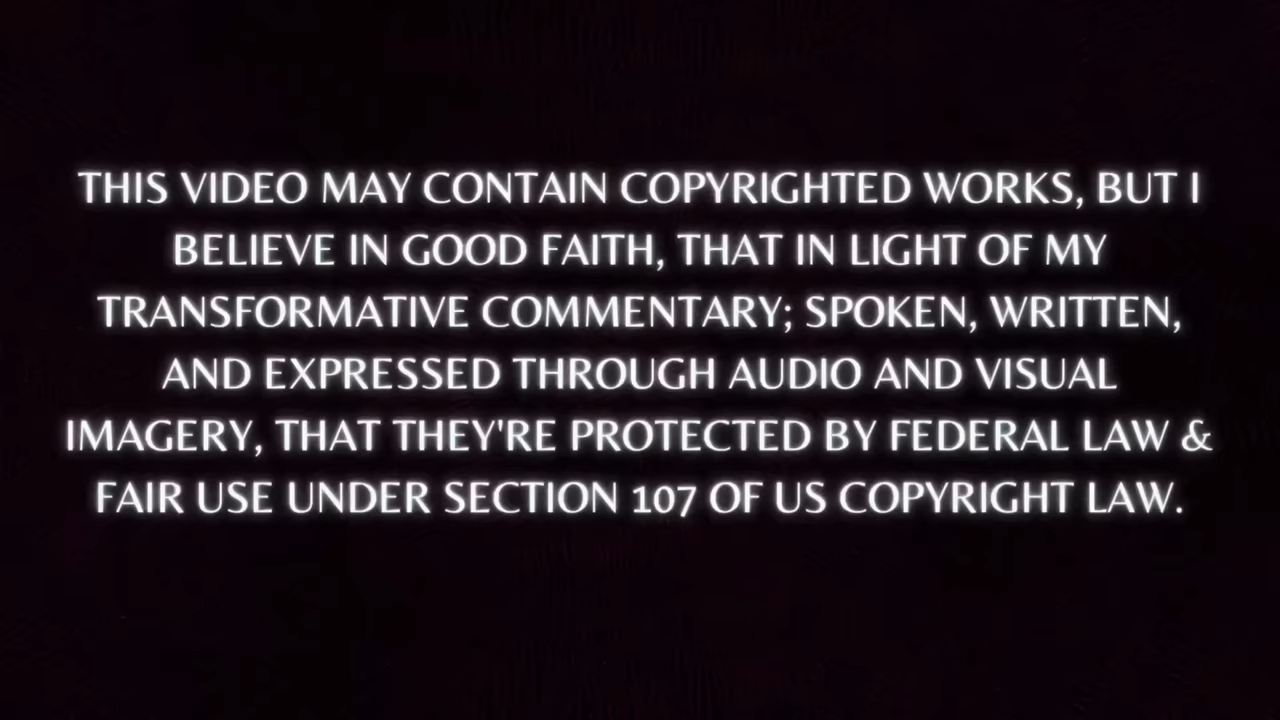 THIS VIDEO MAY CONTAIN COPYRIGHTED WORKS, BUT I
BELIEVE IN GOOD FAITH, THAT IN LIGHT OF MY
TRANSFORMATIVE COMMENTARY; SPOKEN, WRITTEN,
AND EXPRESSED THROUGH AUDIO AND VISUAL
IMAGERY, THAT THEY'RE PROTECTED BY FEDERAL LAW &
FAIR USE UNDER SECTION 107 OF US COPYRIGHT LAW.